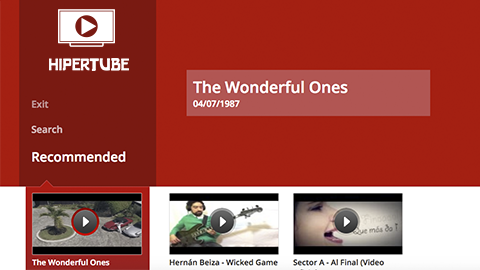 HIPERTUBE
Exit
Search
Recommended
The Wonderful Ones
04/07/1987
The Wonderful Ones
Hernán Beiza - Wicked Game
Sector A - Al Final (Video
Que más da 1